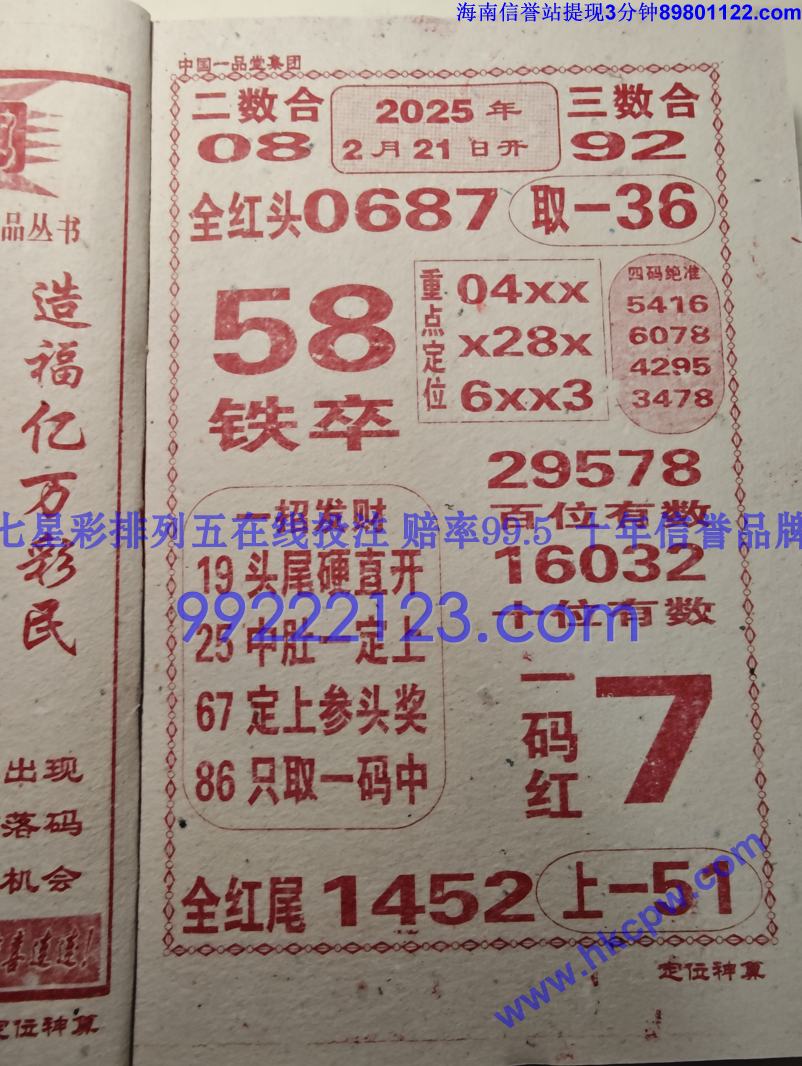 海南信誉站提现3分钟89801122.com
中国一品堂集团
二数合
08
2025年
2月21日开
三数合
92
全红头0687
取一36
58
铁卒
重点定位
04xx
x28x
6xx3
四码绝准
5416
6078
4295
3478
29578
百位有数
16032
十位有数
一招发财
19头尾硬直开
25中肚一定上
67定上参头奖
86只取一码中
一码红
7
全红尾1452
上一51
定位神算
七星彩排列五在线投注 赔率99.5 十年信誉品牌
99222123.com
www.hkcpw.com
品丛书
造福亿万彩民
出现
落码
机会
喜连连!
定位神算